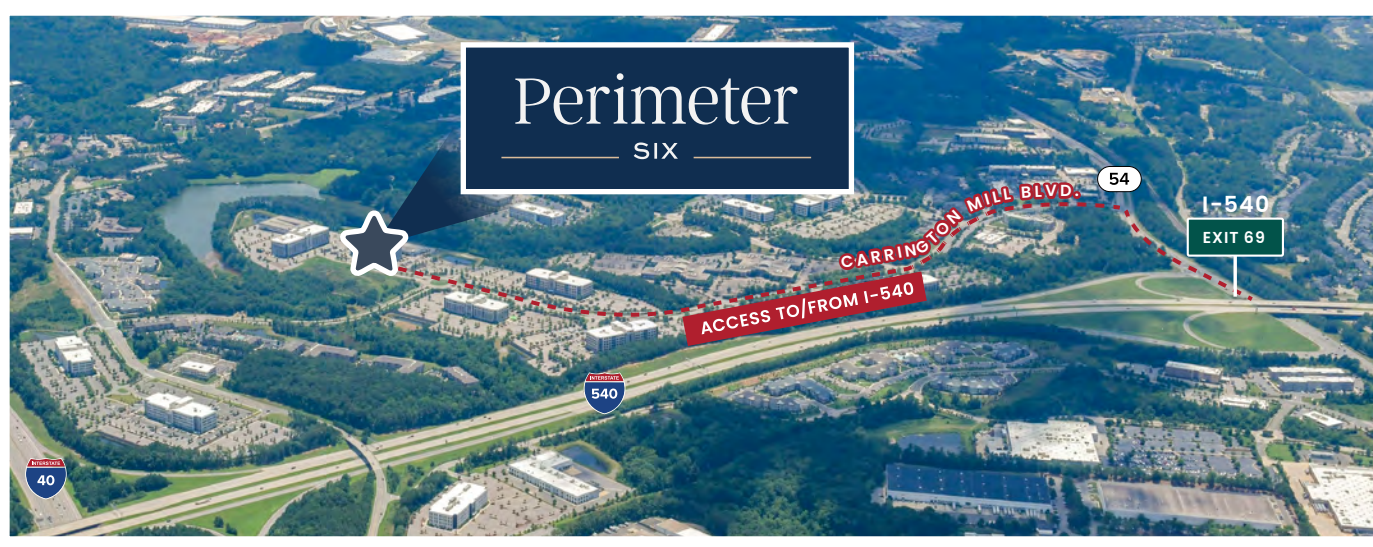 Perimeter
SIX
54
CARRINGTON MILL BLVD.
I-540
EXIT 69
ACCESS TO/FROM I-540
INTERSTATE
540
INTERSTATE
40